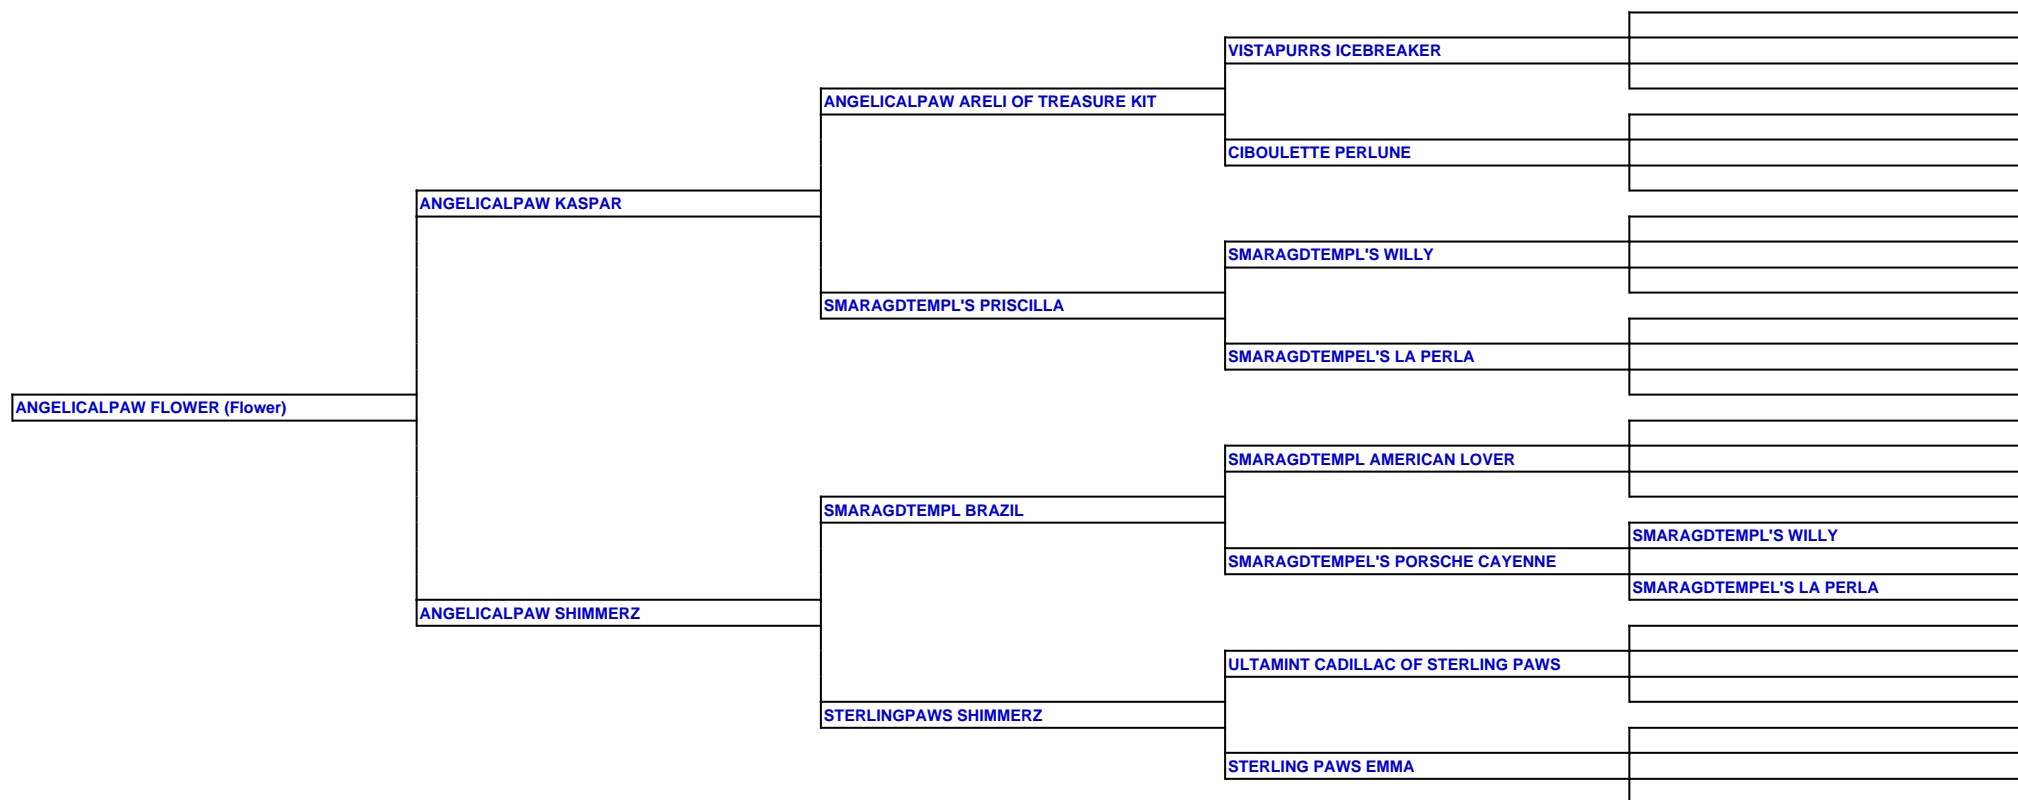 VISTAPURRS ICEBREAKER
ANGELICALPAW ARELI OF TREASURE KIT
CIBOULETTE PERLUNE
ANGELICALPAW KASPAR
SMARAGDTEMPL'S WILLY
SMARAGDTEMPL'S PRISCILLA
SMARAGDTEMPEL'S LA PERLA
ANGELICALPAW FLOWER (Flower)
SMARAGDTEMPL AMERICAN LOVER
SMARAGDTEMPL BRAZIL
SMARAGDTEMPL'S WILLY
SMARAGDTEMPEL'S PORSCHE CAYENNE
SMARAGDTEMPEL'S LA PERLA
ANGELICALPAW SHIMMERZ
ULTAMINT CADILLAC OF STERLING PAWS
STERLINGPAWS SHIMMERZ
STERLING PAWS EMMA